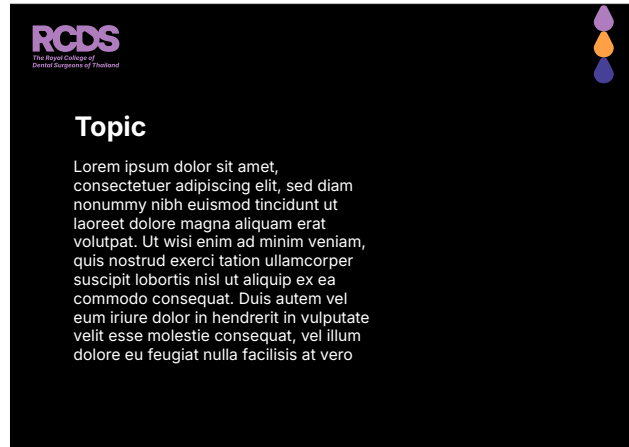 RCDS
The Royal College of
Dental Surgeons of Thailand
Topic
Lorem ipsum dolor sit amet,
consectetuer adipiscing elit, sed diam
nonummy nibh euismod tincidunt ut
laoreet dolore magna aliquam erat
volutpat. Ut wisi enim ad minim veniam,
quis nostrud exerci tation ullamcorper
suscipit lobortis nisl ut aliquip ex ea
commodo consequat. Duis autem vel
eum iriure dolor in hendrerit in vulputate
velit esse molestie consequat, vel illum
dolore eu feugiat nulla facilisis at vero